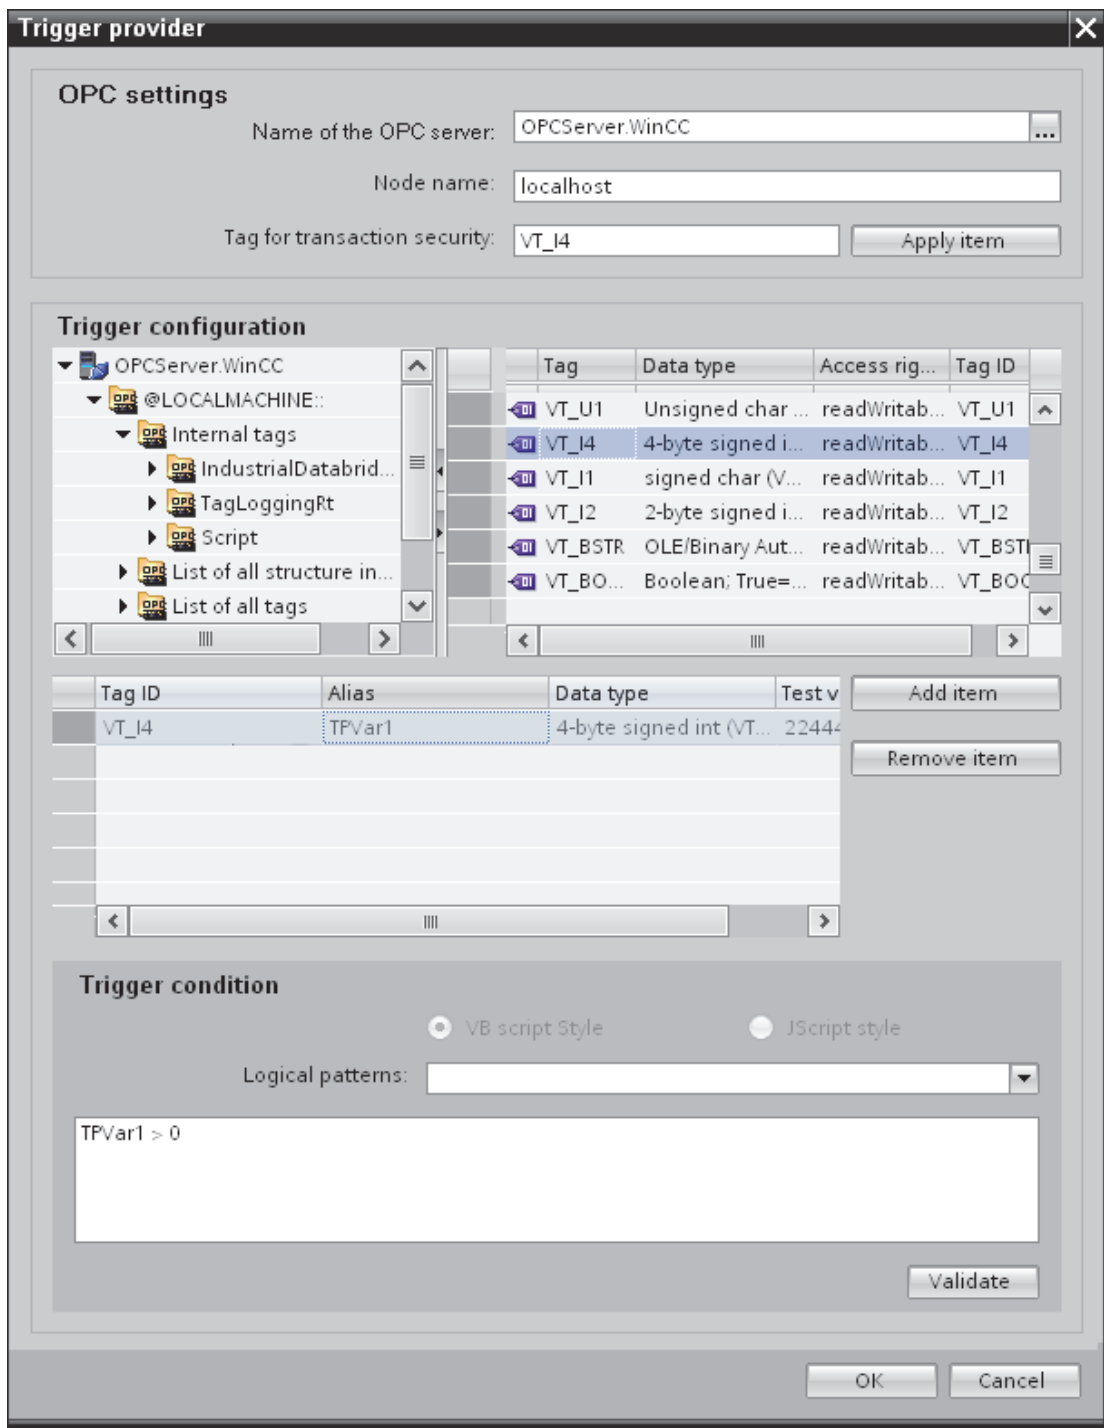 Trigger provider
OPC settings
Name of the OPC server: OPCServer.WinCC ...
Node name: localhost
Tag for transaction security: VT_I4 Apply item
Trigger configuration
OPCServer.WinCC
@LOCALMACHINE::
Internal tags
IndustrialDatabrid...
TagLoggingRt
Script
List of all structure in...
List of all tags
Tag Data type Access rig... Tag ID
VT_U1 Unsigned char ... readWritab... VT_U1
VT_I4 4-byte signed i... readWritab... VT_I4
VT_I1 signed char (V... readWritab... VT_I1
VT_I2 2-byte signed i... readWritab... VT_I2
VT_BSTR OLE/Binary Aut... readWritab... VT_BST
VT_BO... Boolean; True=... readWritab... VT_BOO
Tag ID Alias Data type Test v
VT_I4 TPVar1 4-byte signed int (VT... 22444
Add item
Remove item
Trigger condition
VB script Style JScript style
Logical patterns:
TPVar1 > 0
Validate
OK Cancel